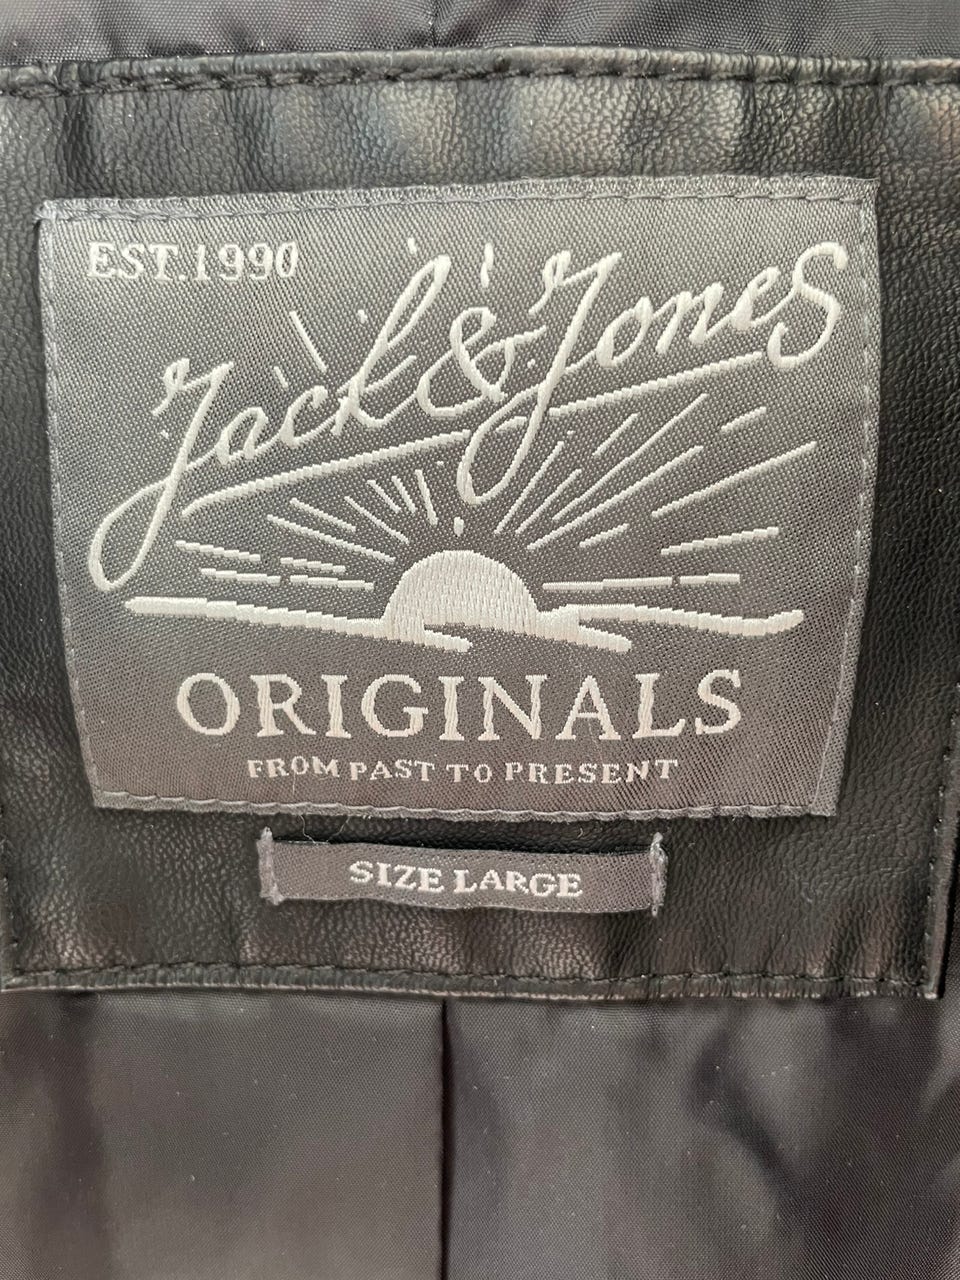 EST.1990
Jack & Jones
ORIGINALS
FROM PAST TO PRESENT
SIZE LARGE